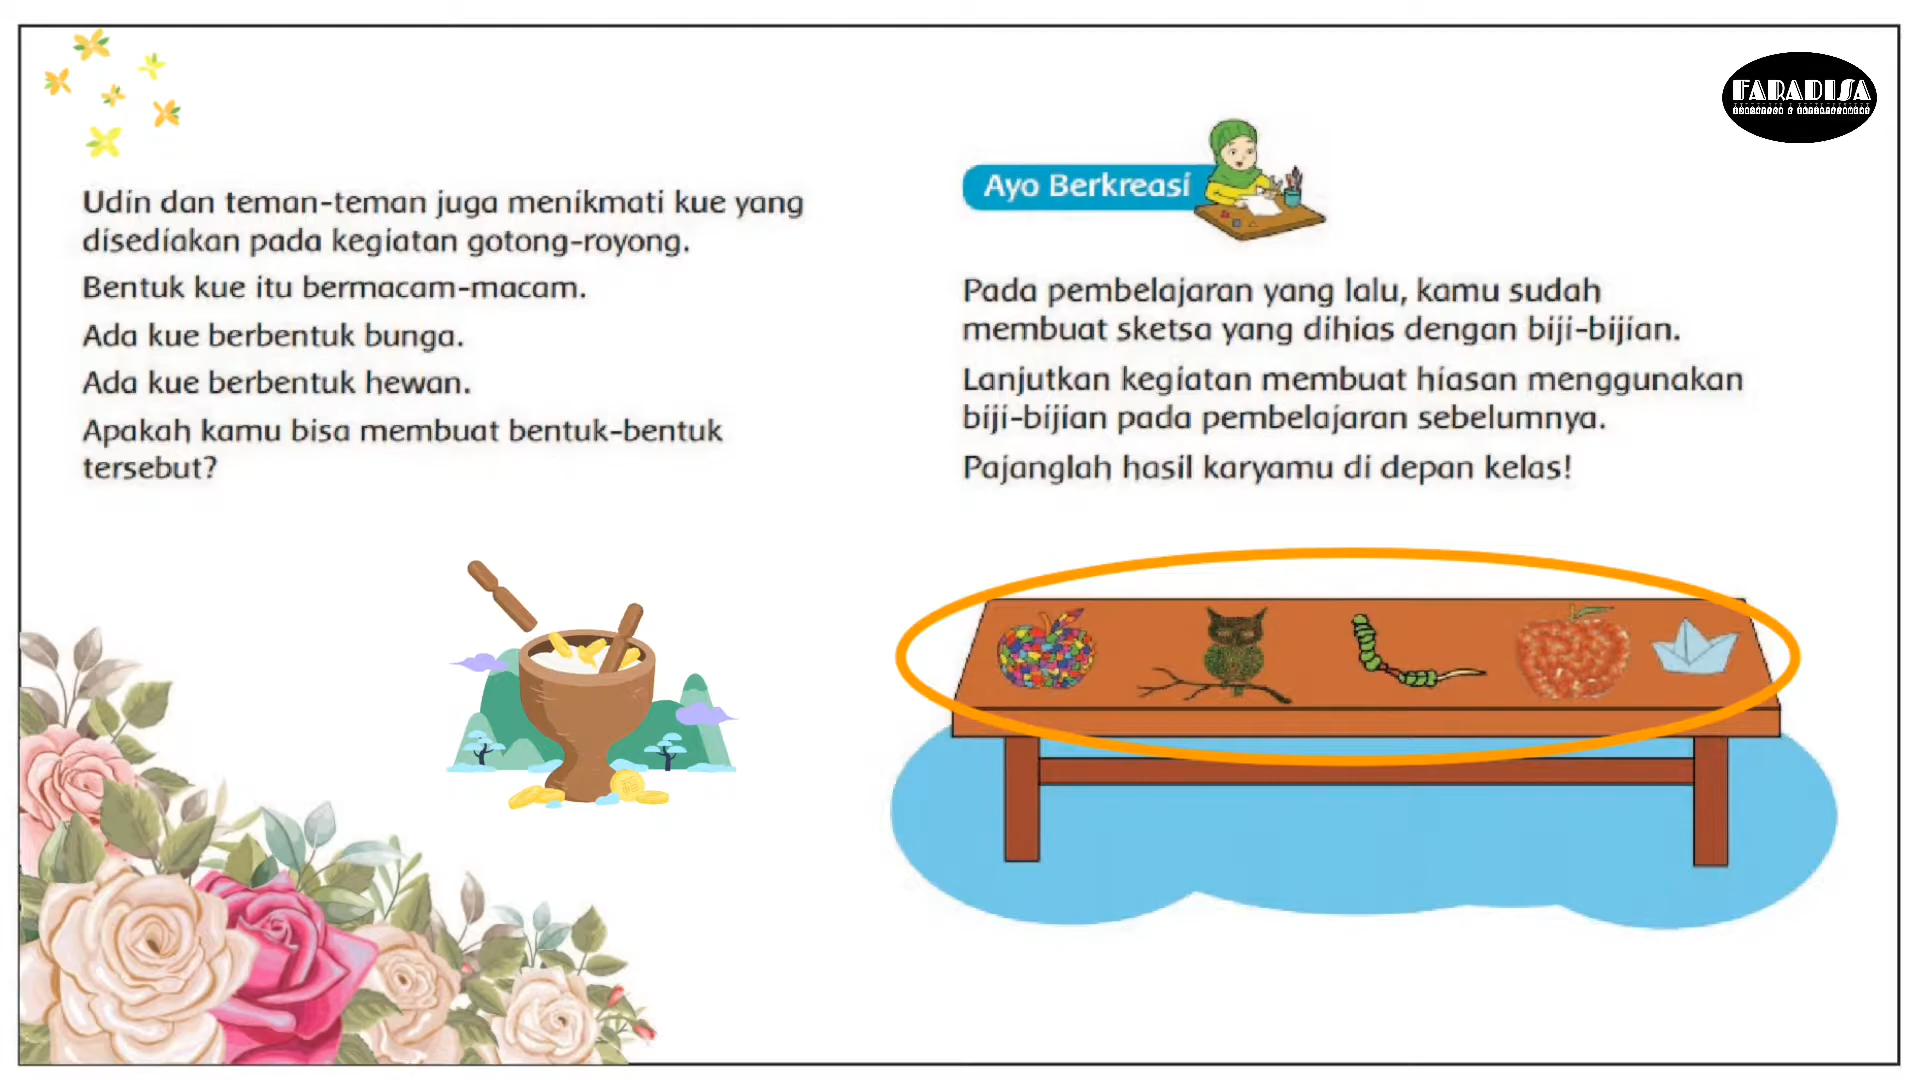 FARADISA
Udin dan teman-teman juga menikmati kue yang
disediakan pada kegiatan gotong-royong.
Bentuk kue itu bermacam-macam.
Ada kue berbentuk bunga.
Ada kue berbentuk hewan.
Apakah kamu bisa membuat bentuk-bentuk
tersebut?
Ayo Berkreasi
Pada pembelajaran yang lalu, kamu sudah
membuat sketsa yang dihias dengan biji-bijian.
Lanjutkan kegiatan membuat hiasan menggunakan
biji-bijian pada pembelajaran sebelumnya.
Pajanglah hasil karyamu di depan kelas!